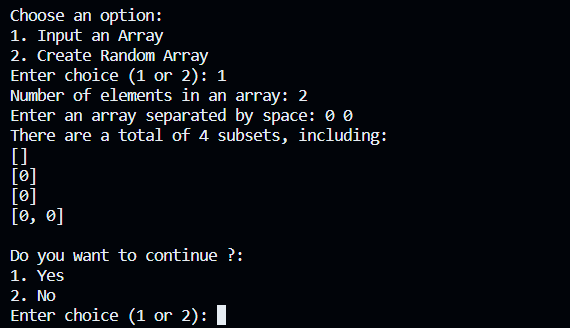 Choose an option:
1. Input an Array
2. Create Random Array
Enter choice (1 or 2): 1
Number of elements in an array: 2
Enter an array separated by space: 0 0
There are a total of 4 subsets, including:
[]
[0]
[0]
[0, 0]
Do you want to continue ?:
1. Yes
2. No
Enter choice (1 or 2):